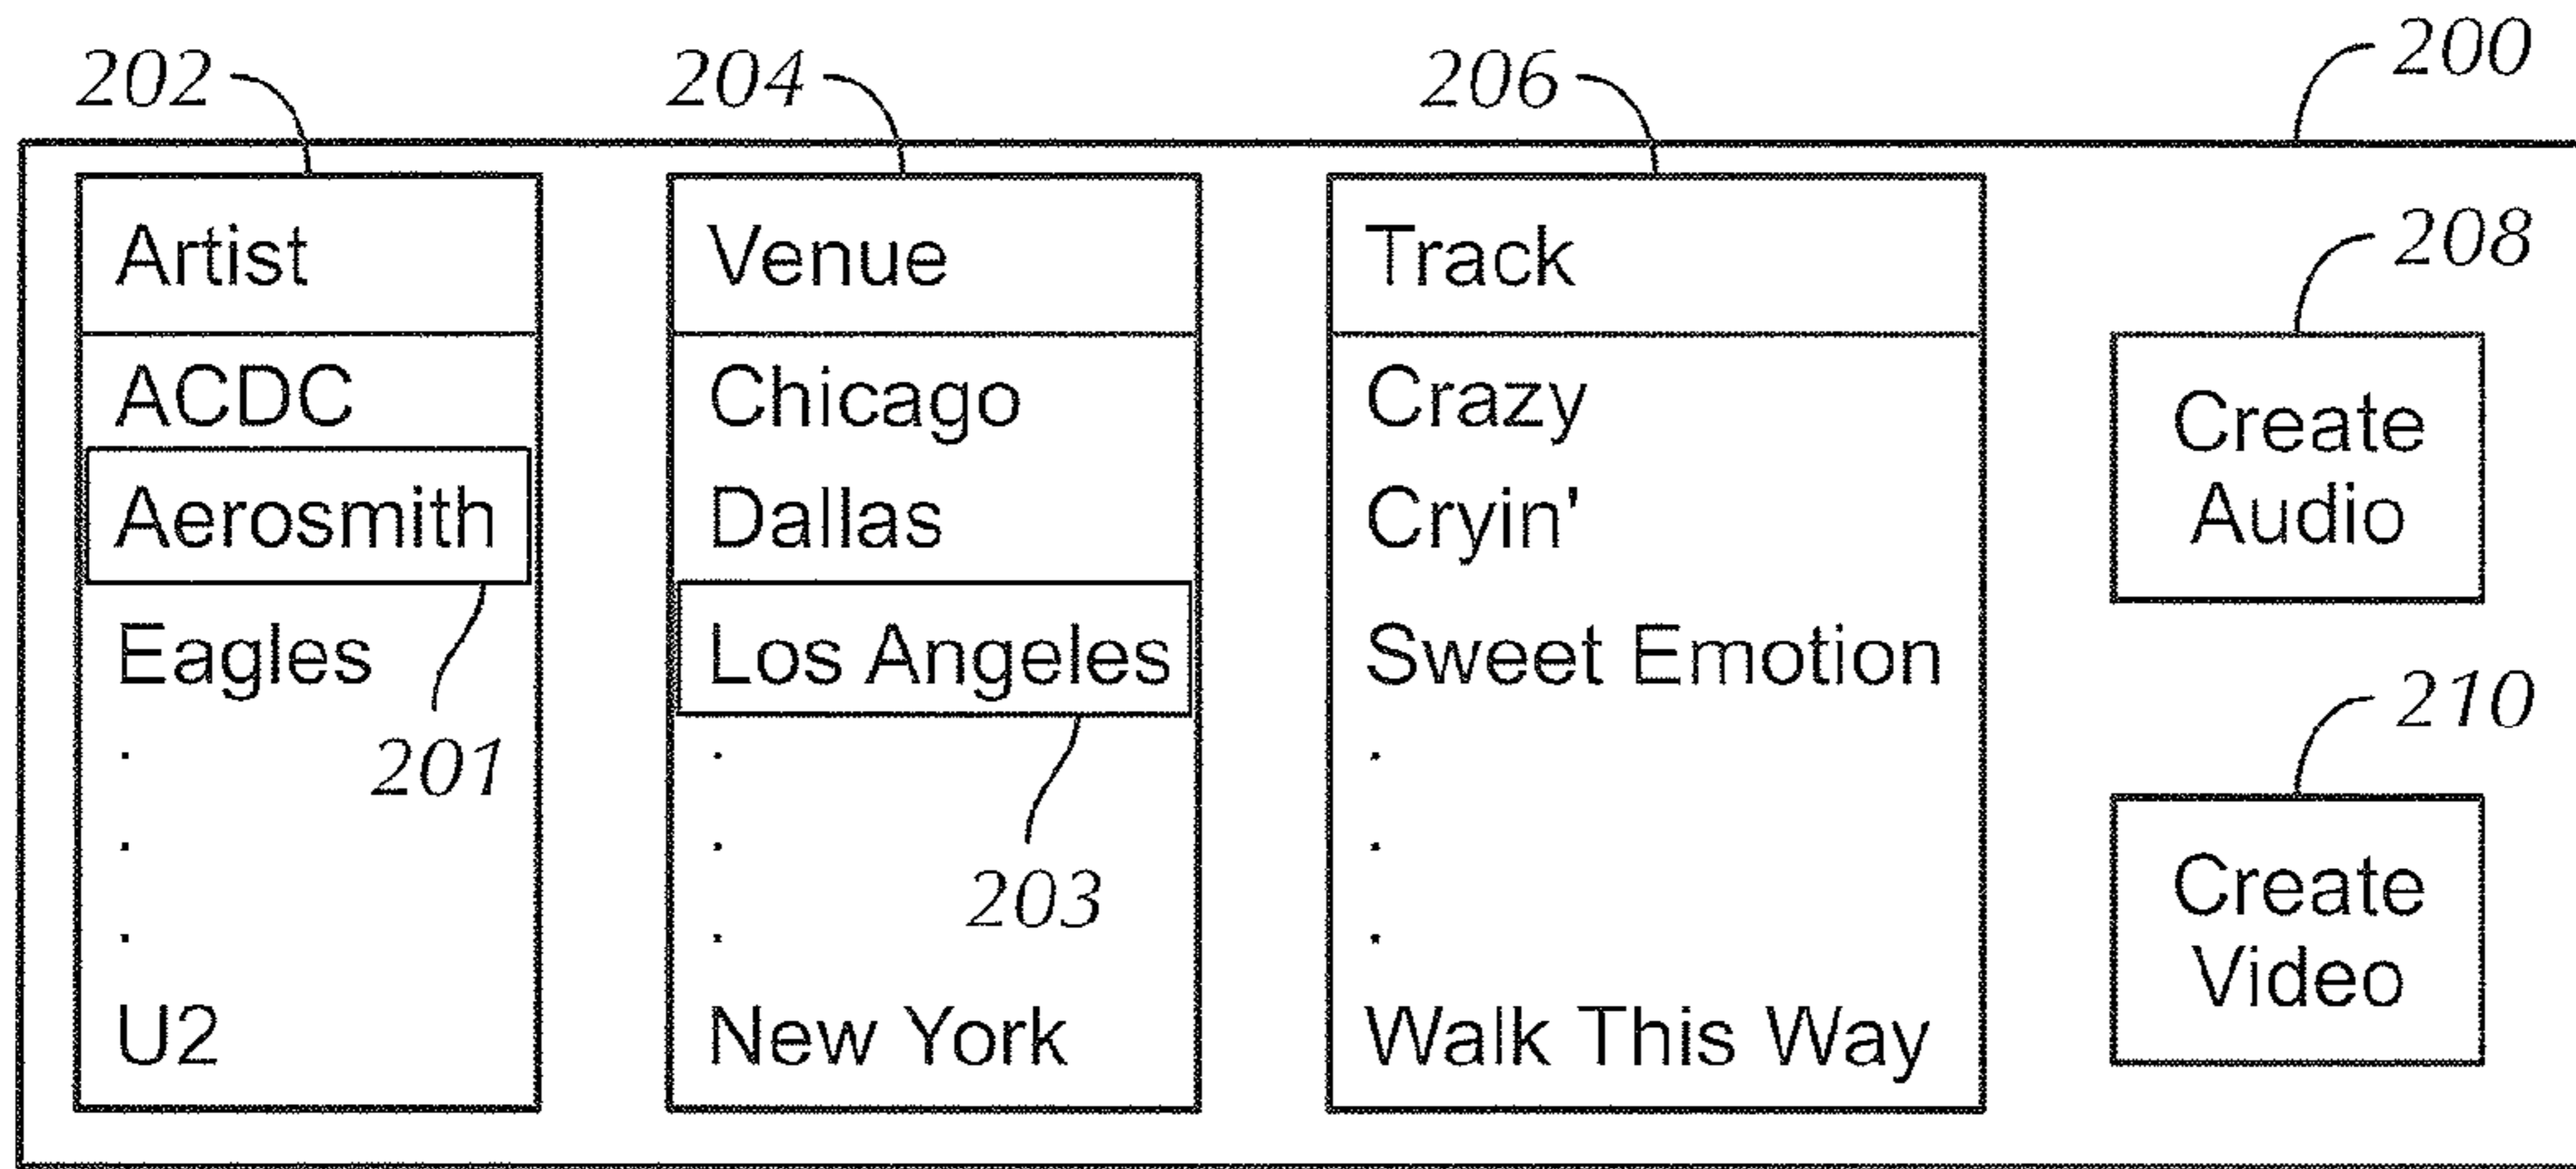 202
204
206
200
Artist
ACDC
Aerosmith
Eagles
.
.
.
U2
201
Venue
Chicago
Dallas
Los Angeles
.
.
.
New York
203
Track
Crazy
Cryin'
Sweet Emotion
.
.
.
Walk This Way
208
Create
Audio
210
Create
Video